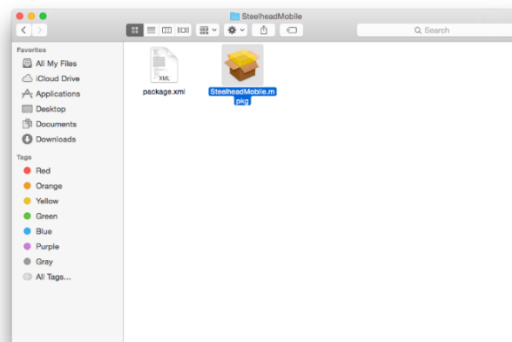 SteelheadMobile
Search
Favorites
All My Files
iCloud Drive
Applications
Desktop
Documents
Downloads
Tags
Red
Orange
Yellow
Green
Blue
Purple
Gray
All Tags...
XML
package.xml
SteelheadMobile.m
pkg